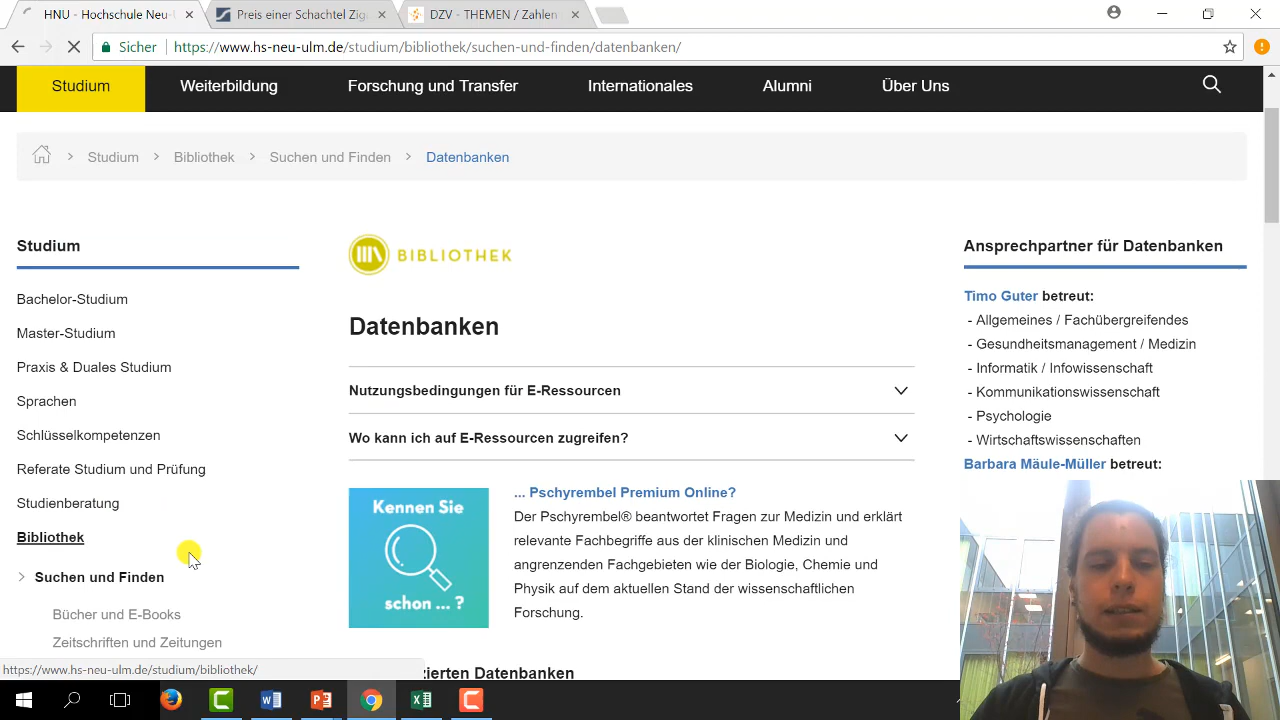 HNU - Hochschule Neu-U
Preis einer Schachtel Zig
DZV - THEMEN / Zahlen
Sicher
https://www.hs-neu-ulm.de/studium/bibliothek/suchen-und-finden/datenbanken/
Studium
Weiterbildung
Forschung und Transfer
Internationales
Alumni
Über Uns
Studium
Bibliothek
Suchen und Finden
Datenbanken
Studium
Bachelor-Studium
Master-Studium
Praxis & Duales Studium
Sprachen
Schlüsselkompetenzen
Referate Studium und Prüfung
Studienberatung
Bibliothek
Suchen und Finden
Bücher und E-Books
Zeitschriften und Zeitungen
BIBLIOTHEK
Datenbanken
Nutzungsbedingungen für E-Ressourcen
Wo kann ich auf E-Ressourcen zugreifen?
Kennen Sie
schon ... ?
... Pschyrembel Premium Online?
Der Pschyrembel® beantwortet Fragen zur Medizin und erklärt
relevante Fachbegriffe aus der klinischen Medizin und
angrenzenden Fachgebieten wie der Biologie, Chemie und
Physik auf dem aktuellen Stand der wissenschaftlichen
Forschung.
zierten Datenbanken
Ansprechpartner für Datenbanken
Timo Guter betreut:
- Allgemeines / Fachübergreifendes
- Gesundheitsmanagement / Medizin
- Informatik / Infowissenschaft
- Kommunikationswissenschaft
- Psychologie
- Wirtschaftswissenschaften
Barbara Mäule-Müller betreut:
https://www.hs-neu-ulm.de/studium/bibliothek/